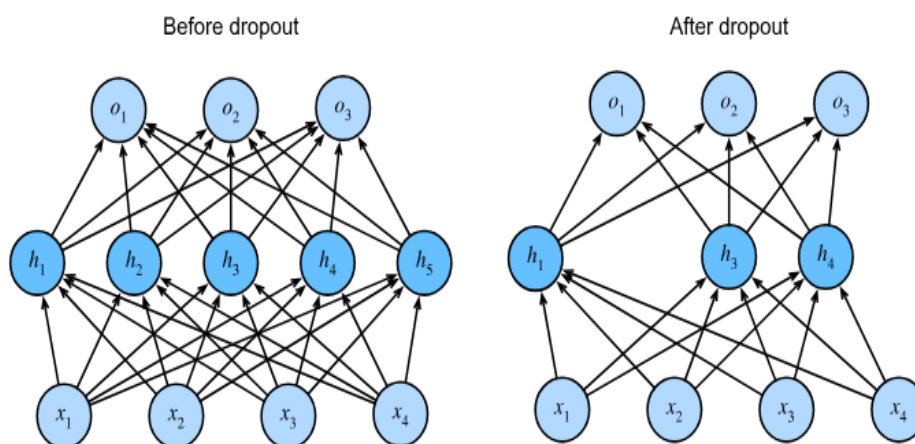 Before dropout
o1 o2 o3
h1 h2 h3 h4 h5
x1 x2 x3 x4
After dropout
o1 o2 o3
h1 h3 h4
x1 x2 x3 x4